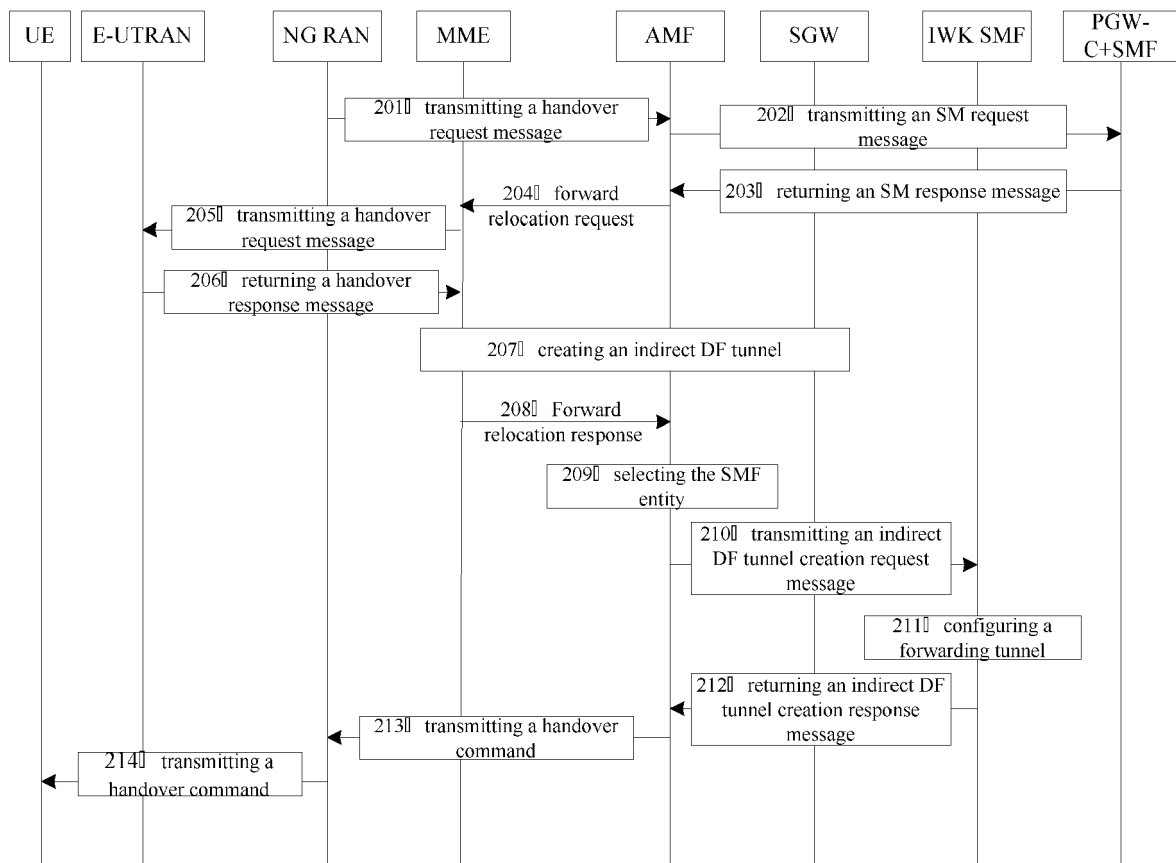 UE
E-UTRAN
NG RAN
MME
AMF
SGW
IWK SMF
PGW-
C+SMF
201 transmitting a handover
request message
202 transmitting an SM request
message
203 returning an SM response message
204 forward
relocation request
205 transmitting a handover
request message
206 returning a handover
response message
207 creating an indirect DF tunnel
208 Forward
relocation response
209 selecting the SMF
entity
210 transmitting an indirect
DF tunnel creation request
message
211 configuring a
forwarding tunnel
212 returning an indirect DF
tunnel creation response
message
213 transmitting a handover
command
214 transmitting a
handover command